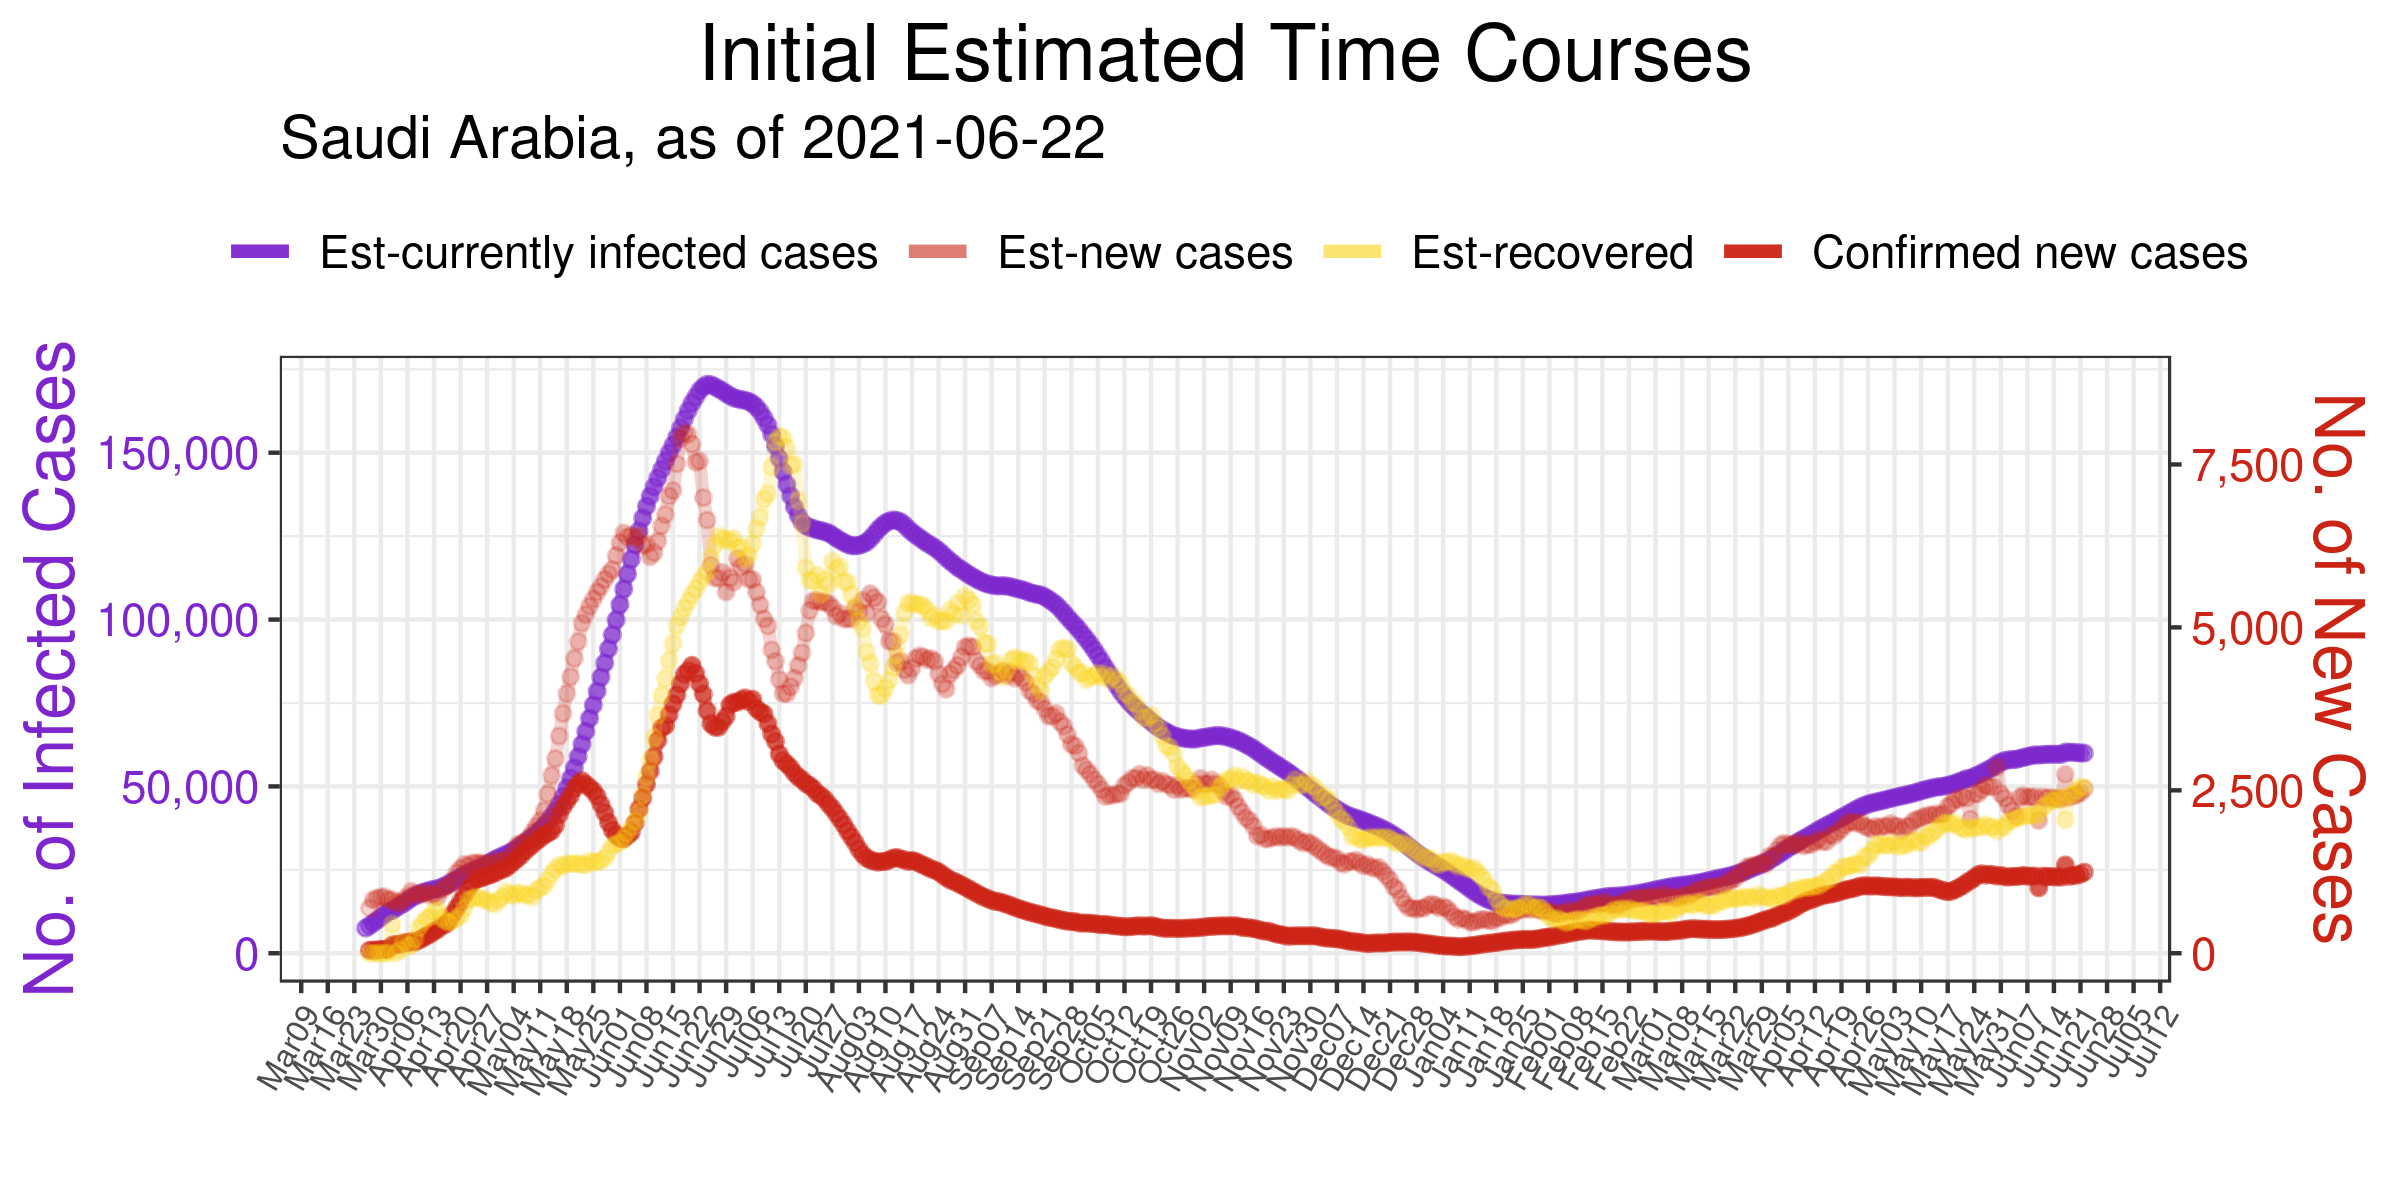 Initial Estimated Time Courses
Saudi Arabia, as of 2021-06-22
Est-currently infected cases Est-new cases Est-recovered Confirmed new cases
No. of Infected Cases
150,000
100,000
50,000
0
7,500
5,000
2,500
0
No. of New Cases
Mar09 Mar16 Mar23 Mar30 Apr06 Apr13 Apr20 Apr27 May04 May11 May18 May25 Jun01 Jun08 Jun15 Jun22 Jun29 Jul06 Jul13 Jul20 Jul27 Aug03 Aug10 Aug17 Aug24 Aug31 Sep07 Sep14 Sep21 Sep28 Oct05 Oct12 Oct19 Oct26 Nov02 Nov09 Nov16 Nov23 Nov30 Dec07 Dec14 Dec21 Dec28 Jan04 Jan11 Jan18 Jan25 Feb01 Feb08 Feb15 Feb22 Mar01 Mar08 Mar15 Mar22 Mar29 Apr05 Apr12 Apr19 Apr26 May03 May10 May17 May24 May31 Jun07 Jun14 Jun21 Jun28 Jul05 Jul12